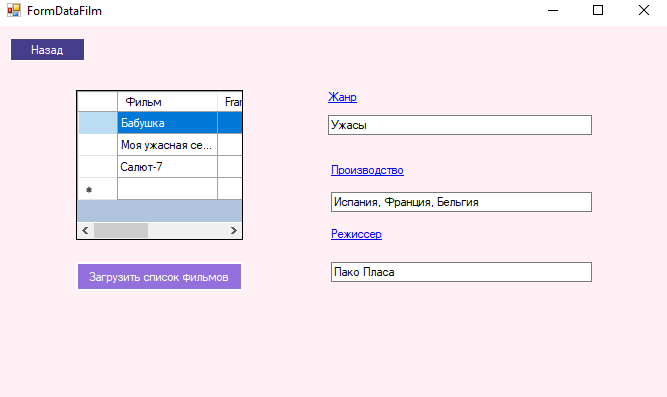 FormDataFilm
Назад
Фильм Fran
Бабушка
Моя ужасная се...
Салют-7
Загрузить список фильмов
Жанр
Ужасы
Производство
Испания, Франция, Бельгия
Режиссер
Пако Пласа